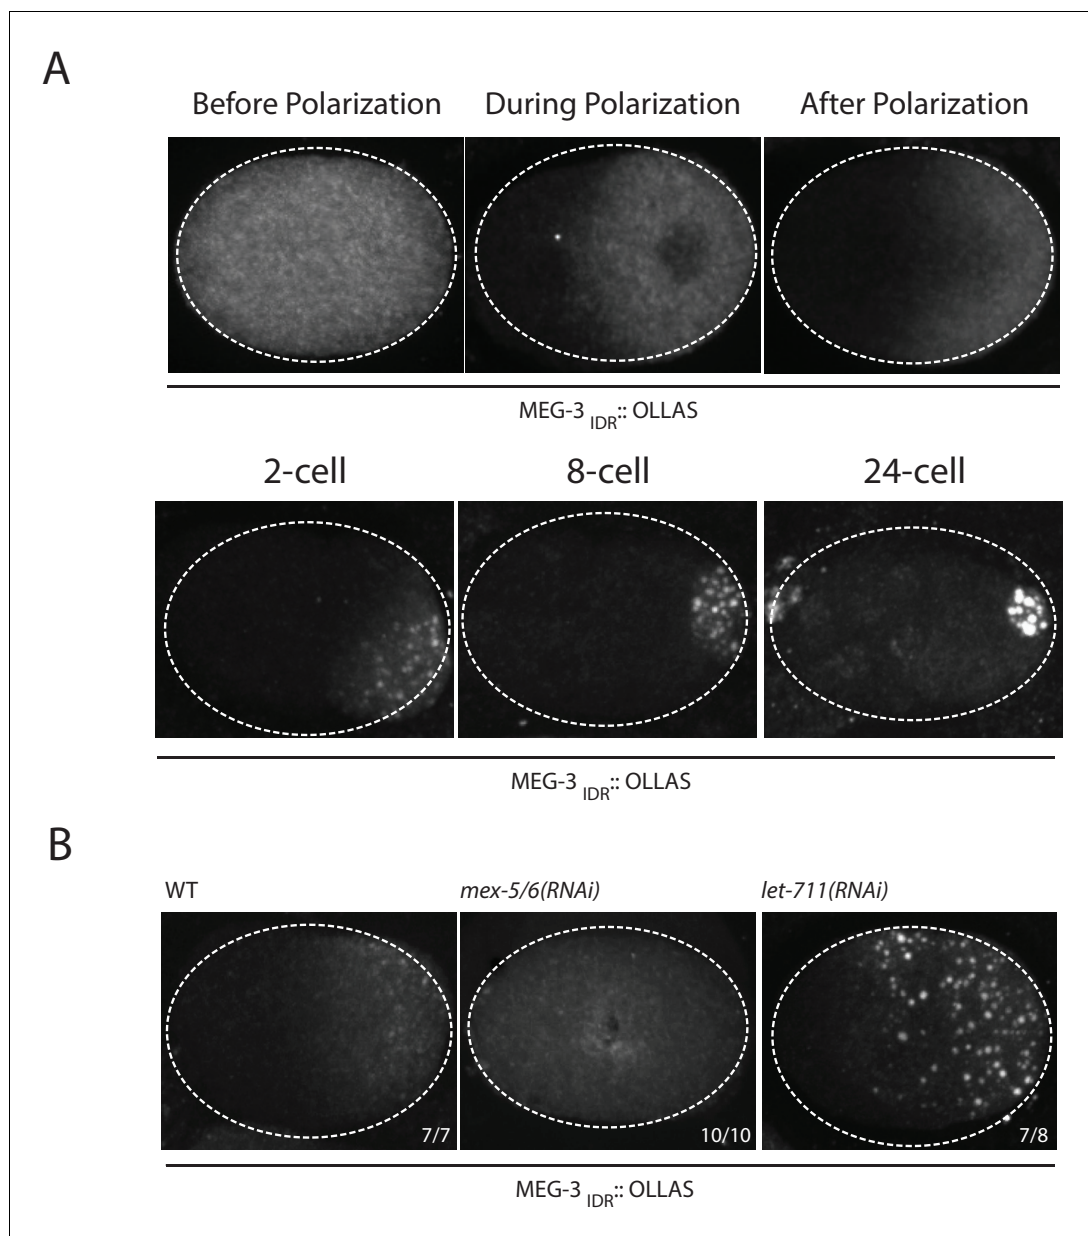 A
Before Polarization During Polarization After Polarization
MEG-3 IDR:: OLLAS
2-cell 8-cell 24-cell
MEG-3 IDR:: OLLAS
B
WT mex-5/6(RNAi) let-711(RNAi)
7/7 10/10 7/8
MEG-3 IDR:: OLLAS